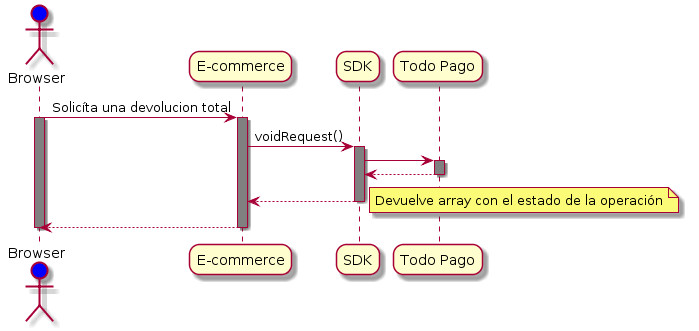 Browser
E-commerce
SDK
Todo Pago
Solicíta una devolucion total
voidRequest()
Devuelve array con el estado de la operación
Browser
E-commerce
SDK
Todo Pago